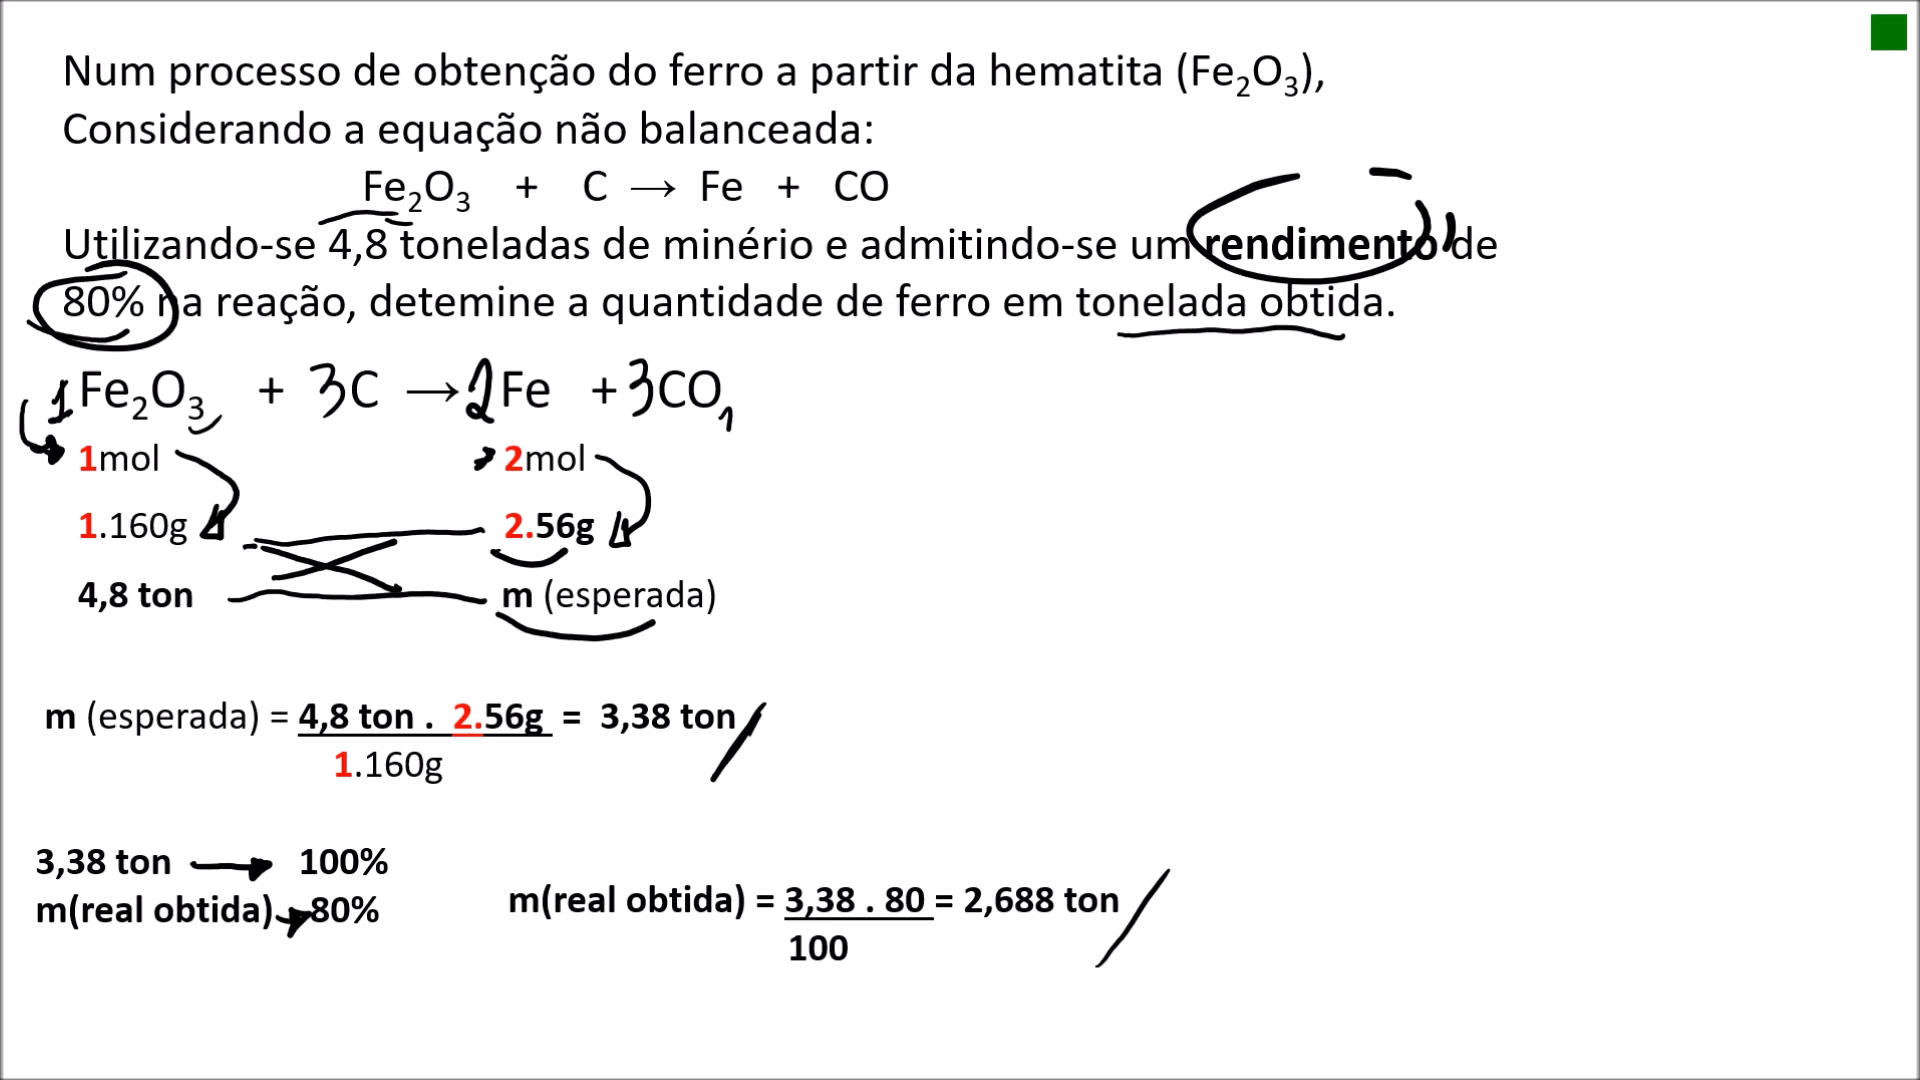 Num processo de obtenção do ferro a partir da hematita (Fe₂O₃),
Considerando a equação não balanceada:
Fe₂O₃ + C → Fe + CO
Utilizando-se 4,8 toneladas de minério e admitindo-se um rendimento de
80% na reação, detemine a quantidade de ferro em tonelada obtida.
1Fe₂O₃ + 3C → 2Fe + 3CO₁
1mol 2mol
1.160g 2.56g
4,8 ton m (esperada)
m (esperada) = 4,8 ton . 2.56g = 3,38 ton
1.160g
3,38 ton 100%
m(real obtida) 80%
m(real obtida) = 3,38 . 80 = 2,688 ton
100